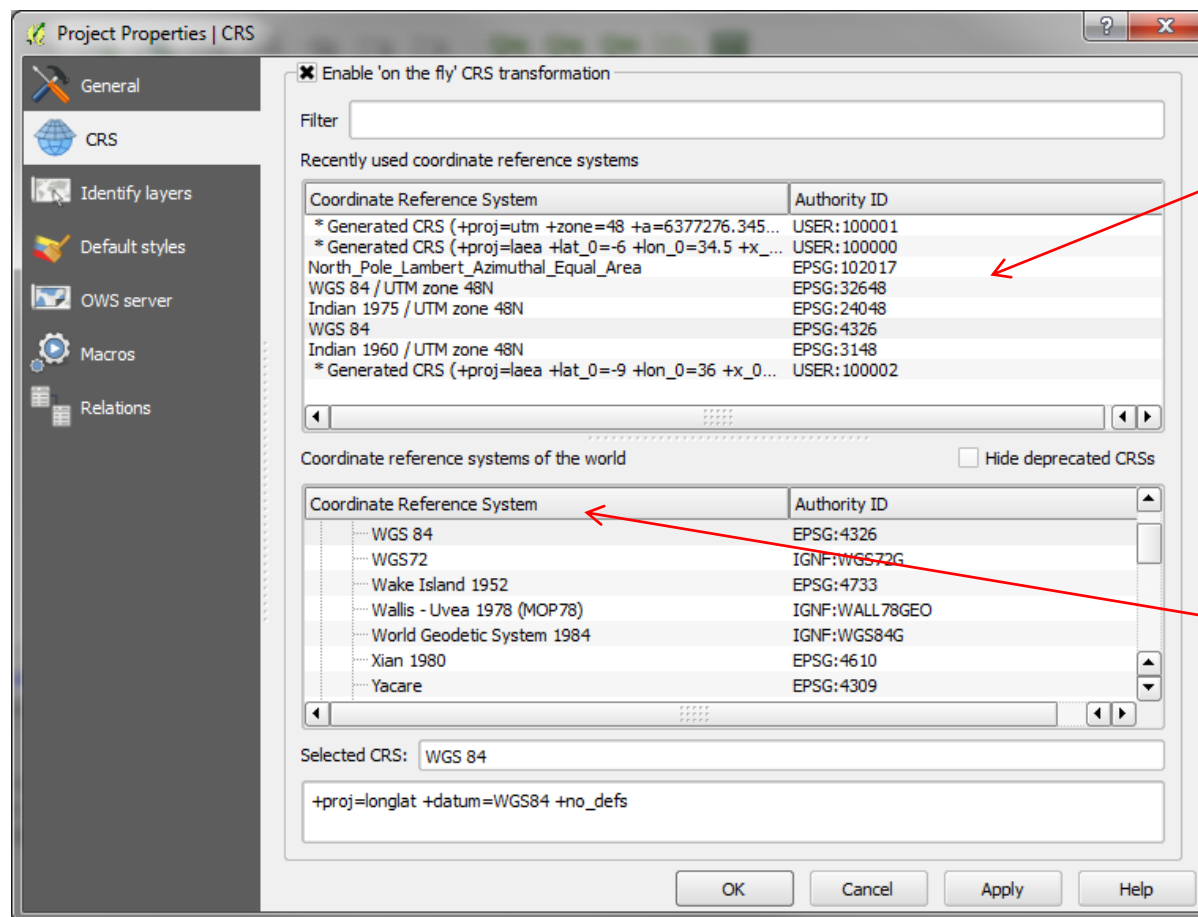 Project Properties | CRS
General
CRS
Identify layers
Default styles
OWS server
Macros
Relations
Enable 'on the fly' CRS transformation
Filter
Recently used coordinate reference systems
Coordinate Reference System Authority ID
* Generated CRS (+proj=utm +zone=48 +a=6377276.345... USER:100001
* Generated CRS (+proj=laea +lat_0=-6 +lon_0=34.5 +x_... USER:100000
North_Pole_Lambert_Azimuthal_Equal_Area EPSG:102017
WGS 84 / UTM zone 48N EPSG:32648
Indian 1975 / UTM zone 48N EPSG:24048
WGS 84 EPSG:4326
Indian 1960 / UTM zone 48N EPSG:3148
* Generated CRS (+proj=laea +lat_0=-9 +lon_0=36 +x_0... USER:100002
Coordinate reference systems of the world Hide deprecated CRSs
Coordinate Reference System Authority ID
WGS 84 EPSG:4326
WGS72 IGNF:WGS72G
Wake Island 1952 EPSG:4733
Wallis - Uvea 1978 (MOP78) IGNF:WALL78GEO
World Geodetic System 1984 IGNF:WGS84G
Xian 1980 EPSG:4610
Yacare EPSG:4309
Selected CRS: WGS 84
+proj=longlat +datum=WGS84 +no_defs
OK Cancel Apply Help